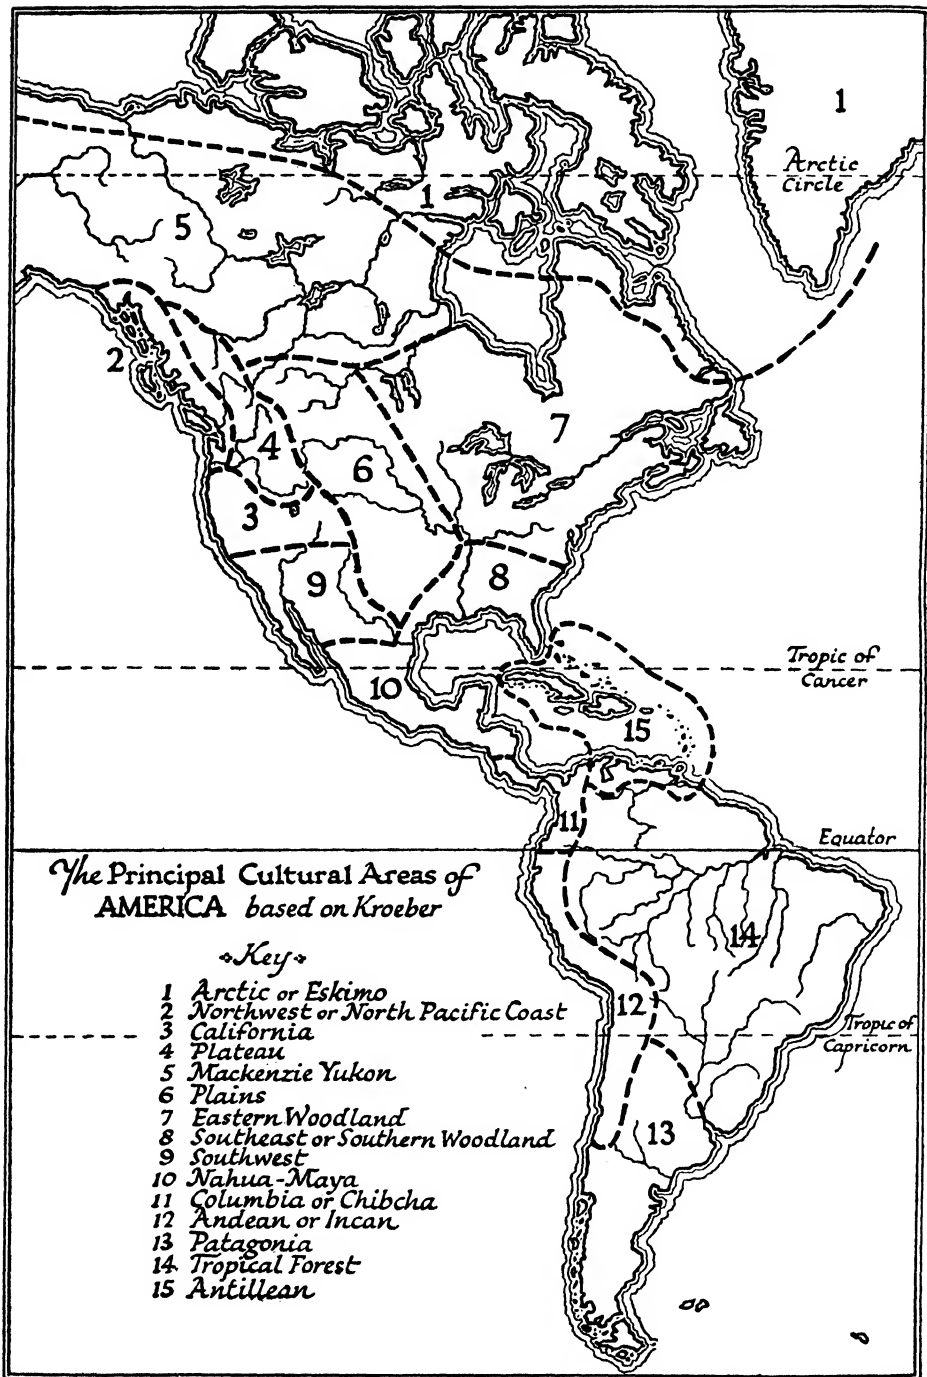 1
Arctic
Circle
1
5
2
7
4
6
3
9
8
Tropic of
Cancer
10
15
11
Equator
The Principal Cultural Areas of
AMERICA based on Kroeber
14
Key
12
1 Arctic or Eskimo
2 Northwest or North Pacific Coast
Tropic of
Capricorn
3 California
4 Plateau
5 Mackenzie Yukon
6 Plains
7 Eastern Woodland
13
8 Southeast or Southern Woodland
9 Southwest
10 Nahua-Maya
11 Columbia or Chibcha
12 Andean or Incan
13 Patagonia
14 Tropical Forest
15 Antillean